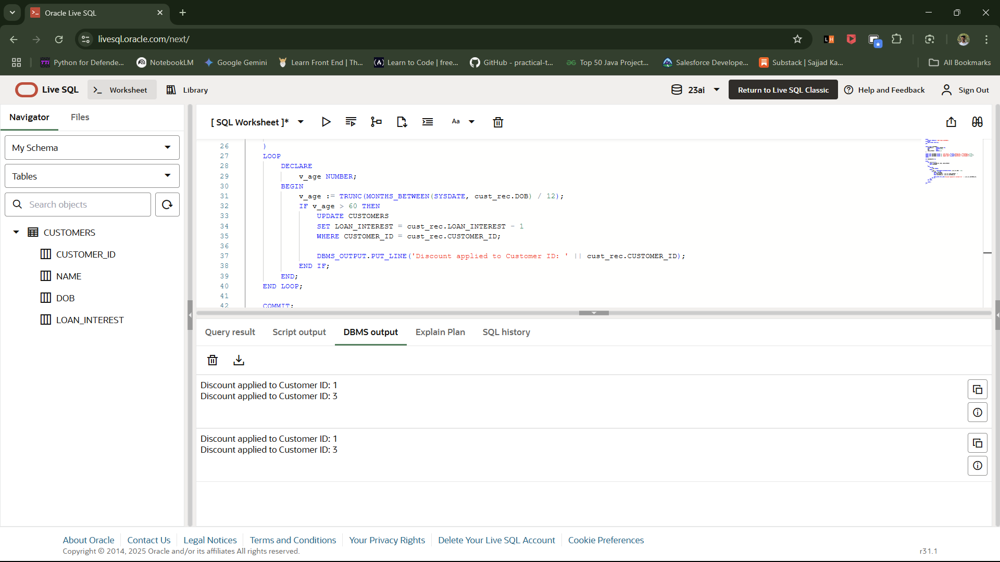 Oracle Live SQL
livesql.oracle.com/next/
Python for Defende...
NotebookLM
Google Gemini
Learn Front End | Th...
Learn to Code | free...
GitHub - practical-t...
Top 50 Java Project...
Salesforce Develope...
Substack | Sajjad Ka...
All Bookmarks
Live SQL
Worksheet
Library
23ai
Return to Live SQL Classic
Help and Feedback
Sign Out
Navigator
Files
[ SQL Worksheet ]*
Aa
My Schema
Tables
Search objects
CUSTOMERS
CUSTOMER_ID
NAME
DOB
LOAN_INTEREST
26 )
27 LOOP
28 DECLARE
29 v_age NUMBER;
30 BEGIN
31 v_age := TRUNC(MONTHS_BETWEEN(SYSDATE, cust_rec.DOB) / 12);
32 IF v_age > 60 THEN
33 UPDATE CUSTOMERS
34 SET LOAN_INTEREST = cust_rec.LOAN_INTEREST - 1
35 WHERE CUSTOMER_ID = cust_rec.CUSTOMER_ID;
36
37 DBMS_OUTPUT.PUT_LINE('Discount applied to Customer ID: ' || cust_rec.CUSTOMER_ID);
38 END IF;
39 END;
40 END LOOP;
41
42 COMMIT;
Query result
Script output
DBMS output
Explain Plan
SQL history
Discount applied to Customer ID: 1
Discount applied to Customer ID: 3
Discount applied to Customer ID: 1
Discount applied to Customer ID: 3
About Oracle
Contact Us
Legal Notices
Terms and Conditions
Your Privacy Rights
Delete Your Live SQL Account
Cookie Preferences
Copyright © 2014, 2025 Oracle and/or its affiliates All rights reserved.
r31.1